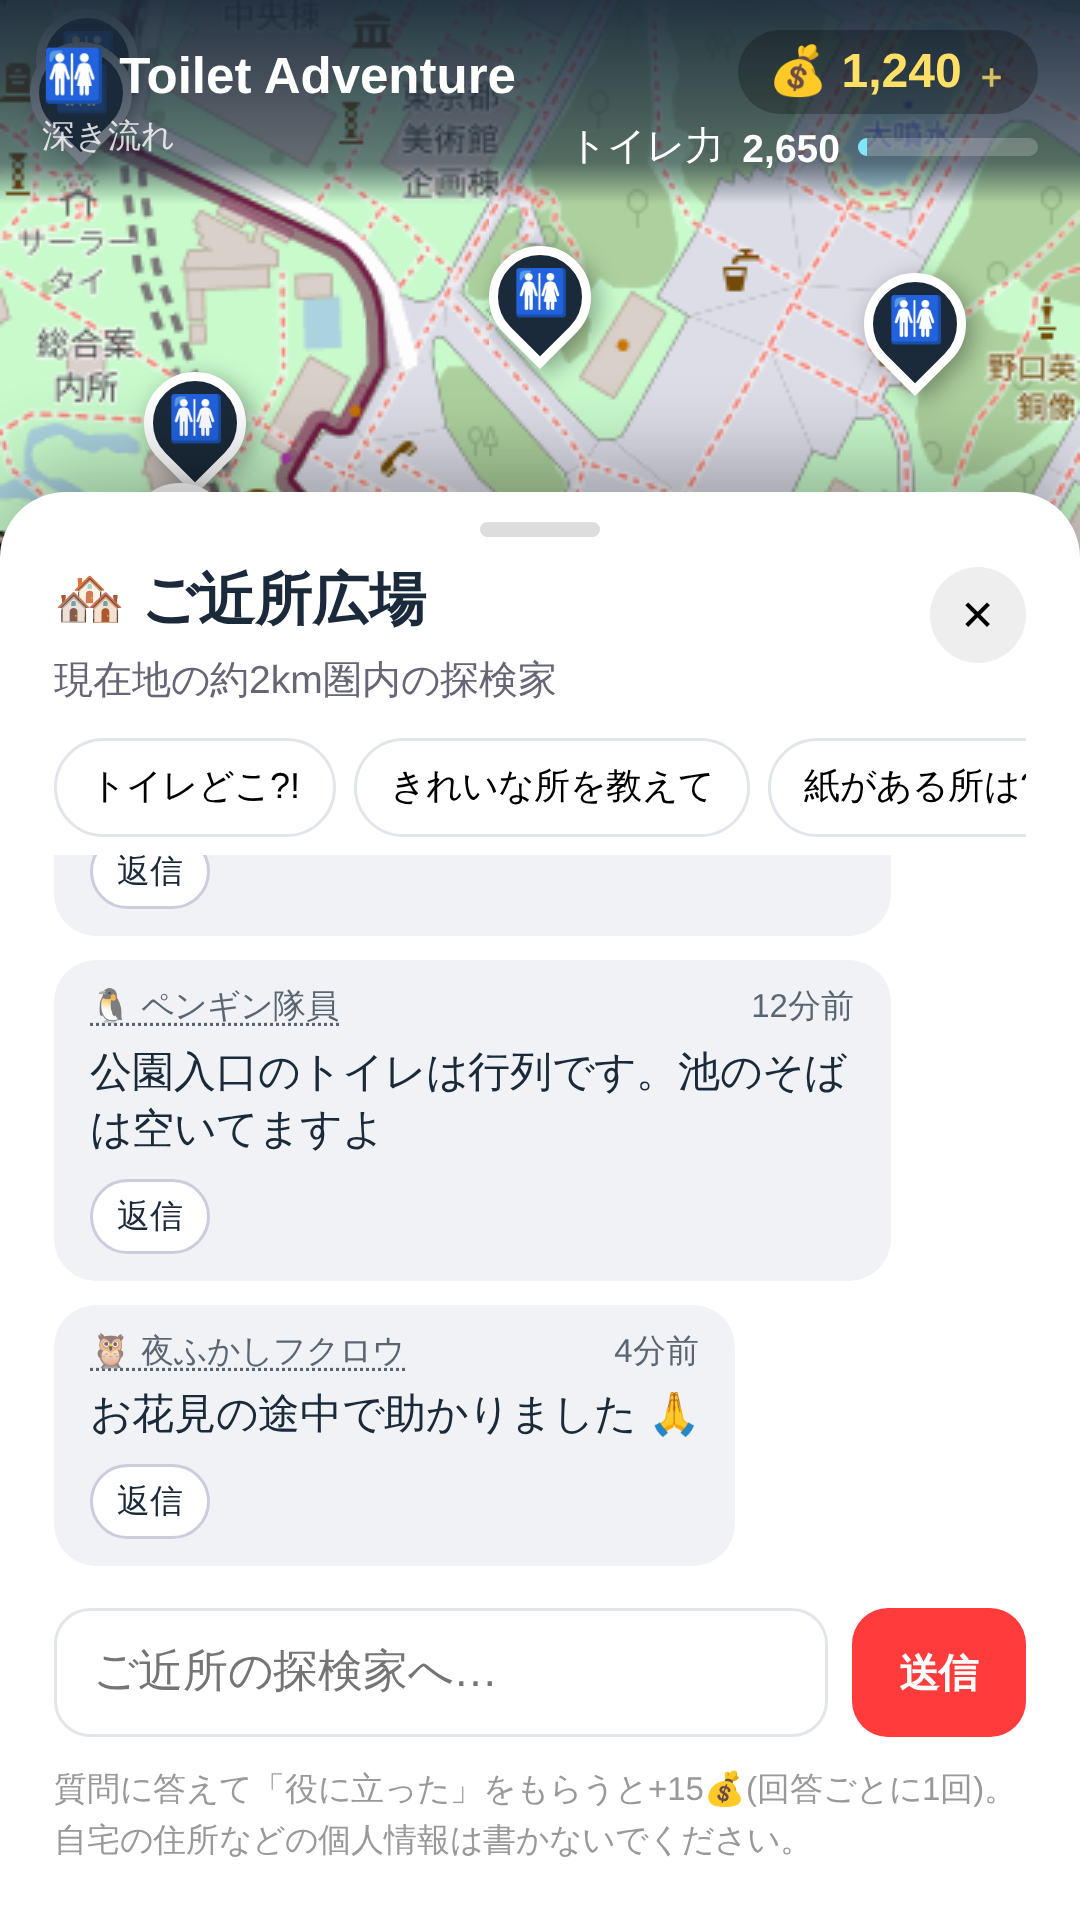 中央棟
Toilet Adventure
💰 1,240 +
深き流れ
東京都
美術館
企画棟
トイレ力 2,650
大噴水
サーラー
タイ
総合案
内所
野口英
銅像
🏘️ ご近所広場
✕
現在地の約2km圏内の探検家
トイレどこ?!
きれいな所を教えて
紙がある所は?
返信
🐧 ペンギン隊員 12分前
公園入口のトイレは行列です。池のそば
は空いてますよ
返信
🦉 夜ふかしフクロウ 4分前
お花見の途中で助かりました 🙏
返信
ご近所の探検家へ…
送信
質問に答えて「役に立った」をもらうと+15💰(回答ごとに1回)。
自宅の住所などの個人情報は書かないでください。